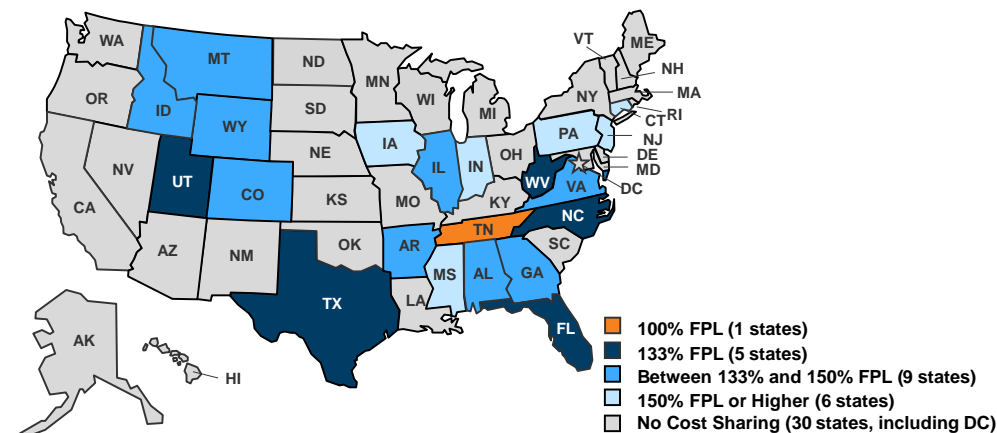 WA
MT
ND
MN
ME
VT
NH
MA
OR
ID
SD
WI
MI
NY
CT
RI
WY
IA
PA
NJ
NE
IL
IN
OH
DE
MD
NV
UT
CO
WV
VA
DC
CA
KS
MO
KY
NC
AZ
NM
OK
AR
TN
SC
MS
AL
GA
TX
LA
FL
AK
HI
100% FPL (1 states)
133% FPL (5 states)
Between 133% and 150% FPL (9 states)
150% FPL or Higher (6 states)
No Cost Sharing (30 states, including DC)